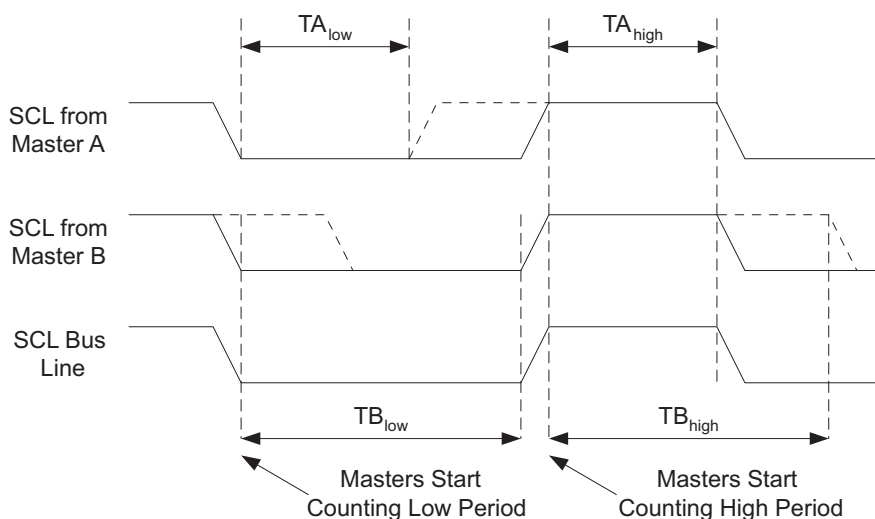 TA_low
TA_high
SCL from
Master A
SCL from
Master B
SCL Bus
Line
TB_low
TB_high
Masters Start
Counting Low Period
Masters Start
Counting High Period